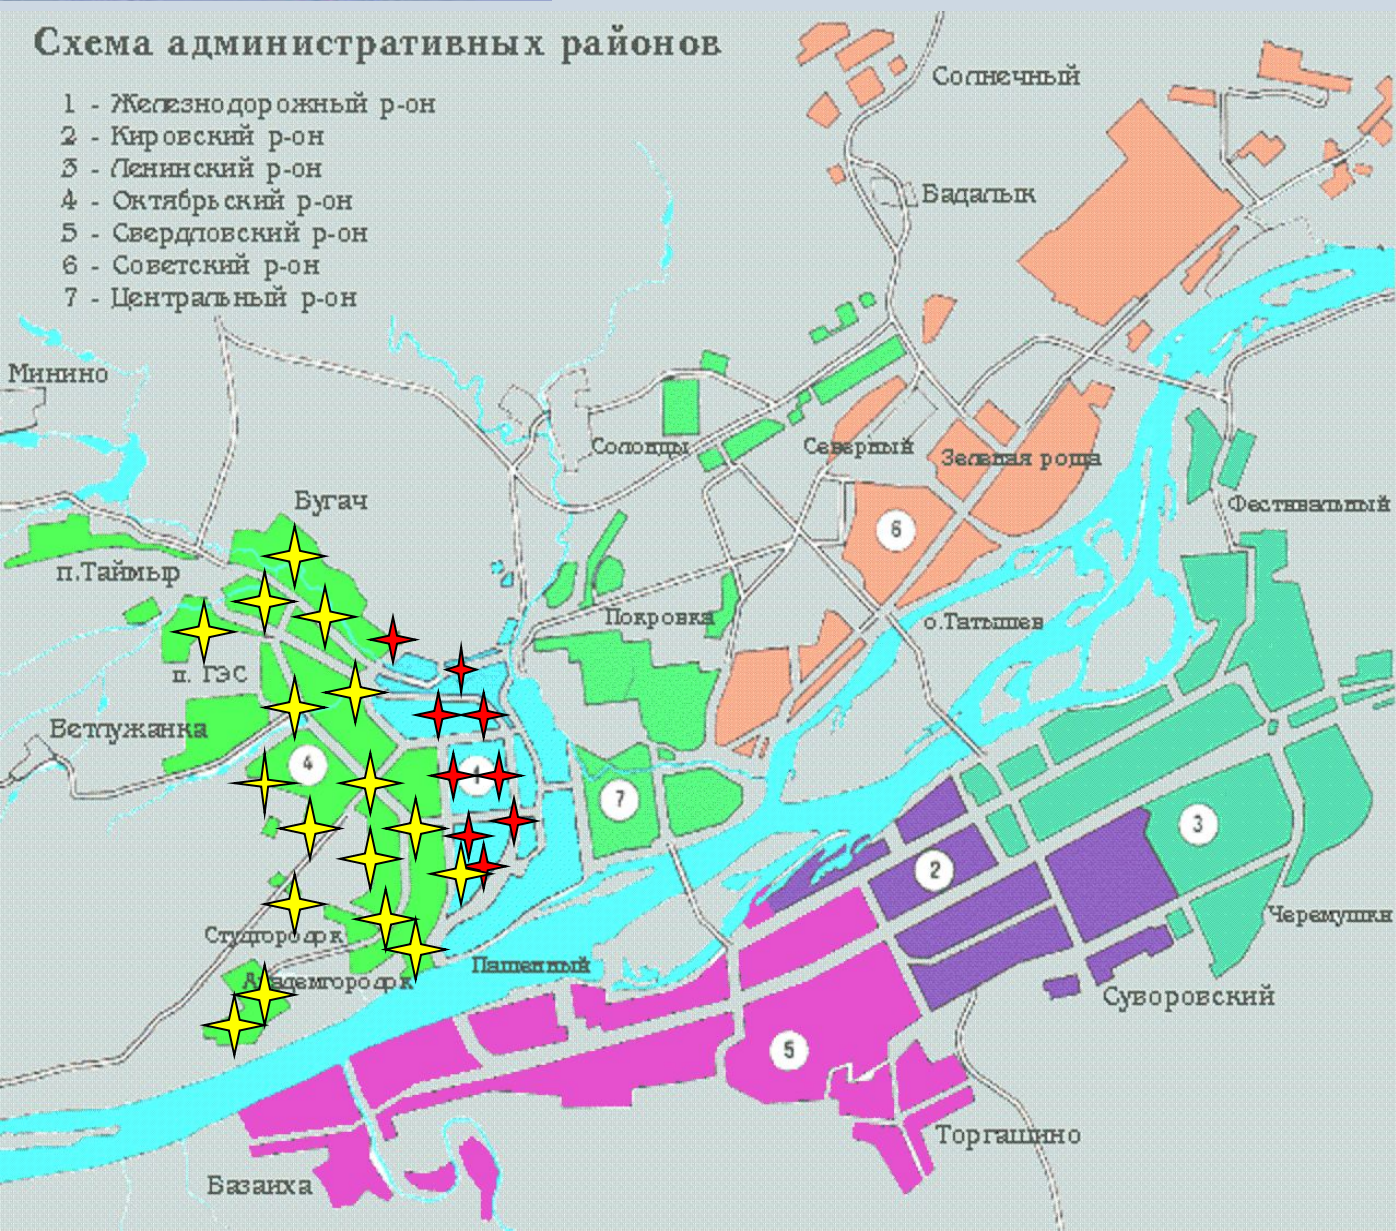 Схема административных районов
1 - Железнодорожный р-он
2 - Кировский р-он
3 - Ленинский р-он
4 - Октябрьский р-он
5 - Свердловский р-он
6 - Советский р-он
7 - Центральный р-он
Солнечный
Бадалык
Минино
Солонцы
Северный
Зеленая роща
Бугач
Фестивальный
6
п.Таймыр
Покровка
о.Татышев
п. ГЭС
Ветлужанка
4
1
7
3
2
Черемушки
Студгородок
Пашенный
Академгородок
Суворовский
5
Торгашино
Базаиха